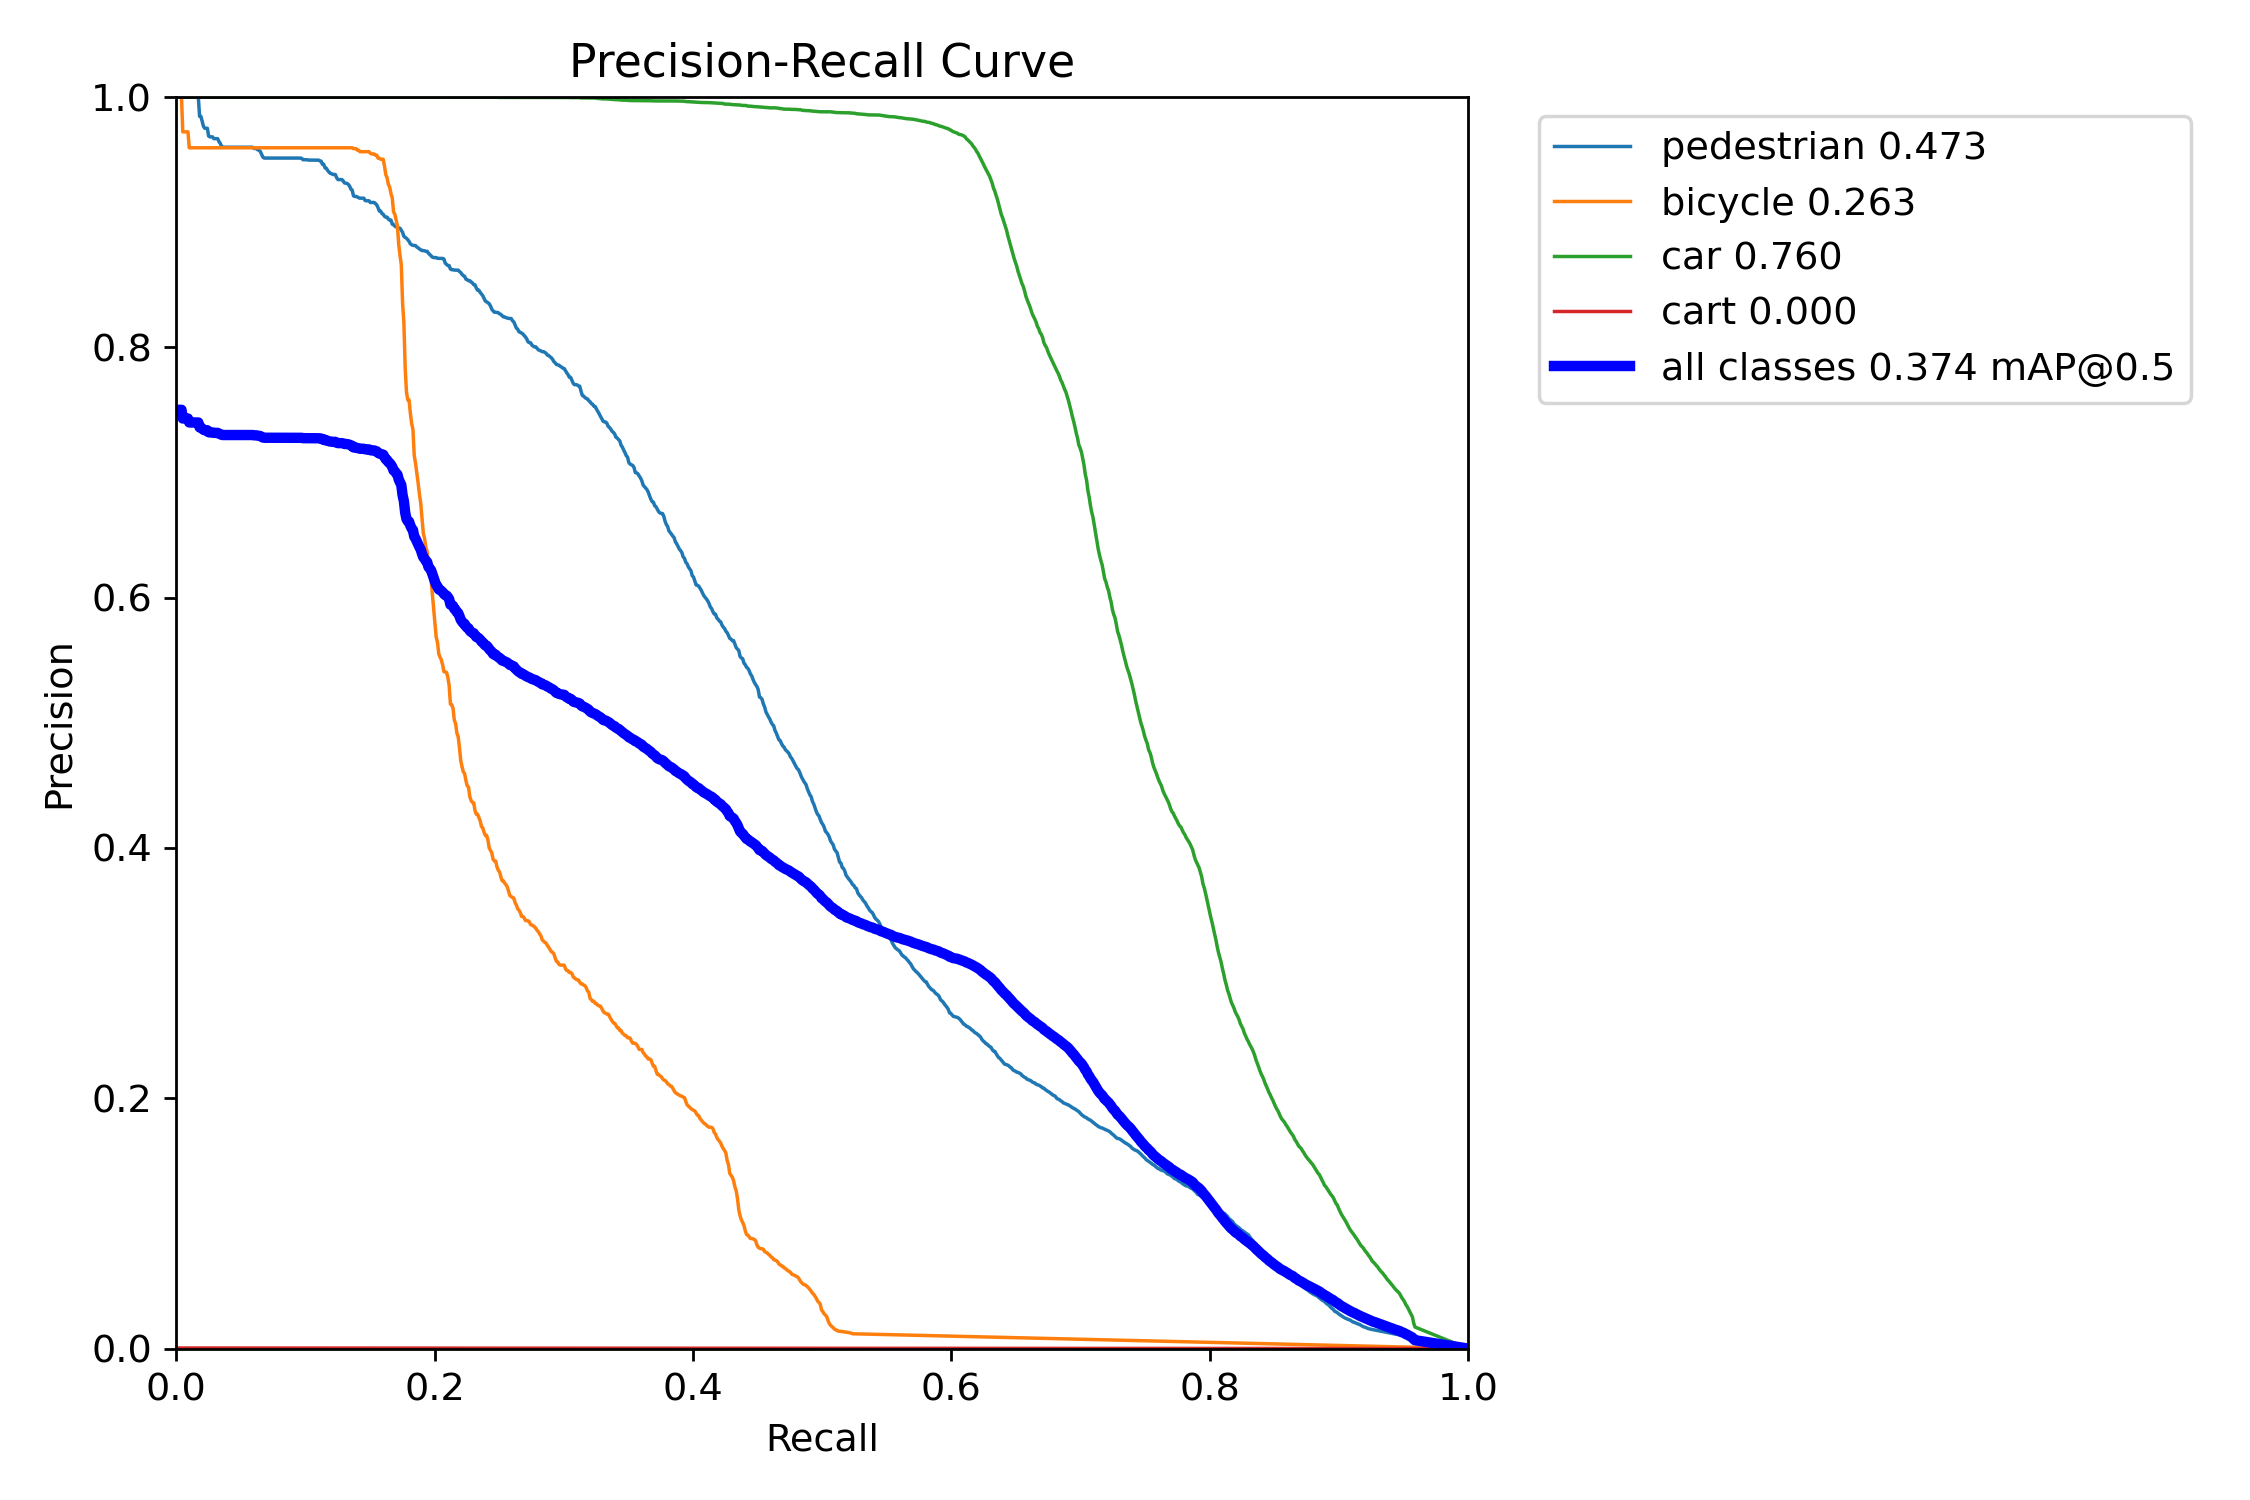 Precision-Recall Curve
1.0
0.8
0.6
0.4
0.2
0.0
Precision
0.0 0.2 0.4 0.6 0.8 1.0
Recall
pedestrian 0.473
bicycle 0.263
car 0.760
cart 0.000
all classes 0.374 mAP@0.5